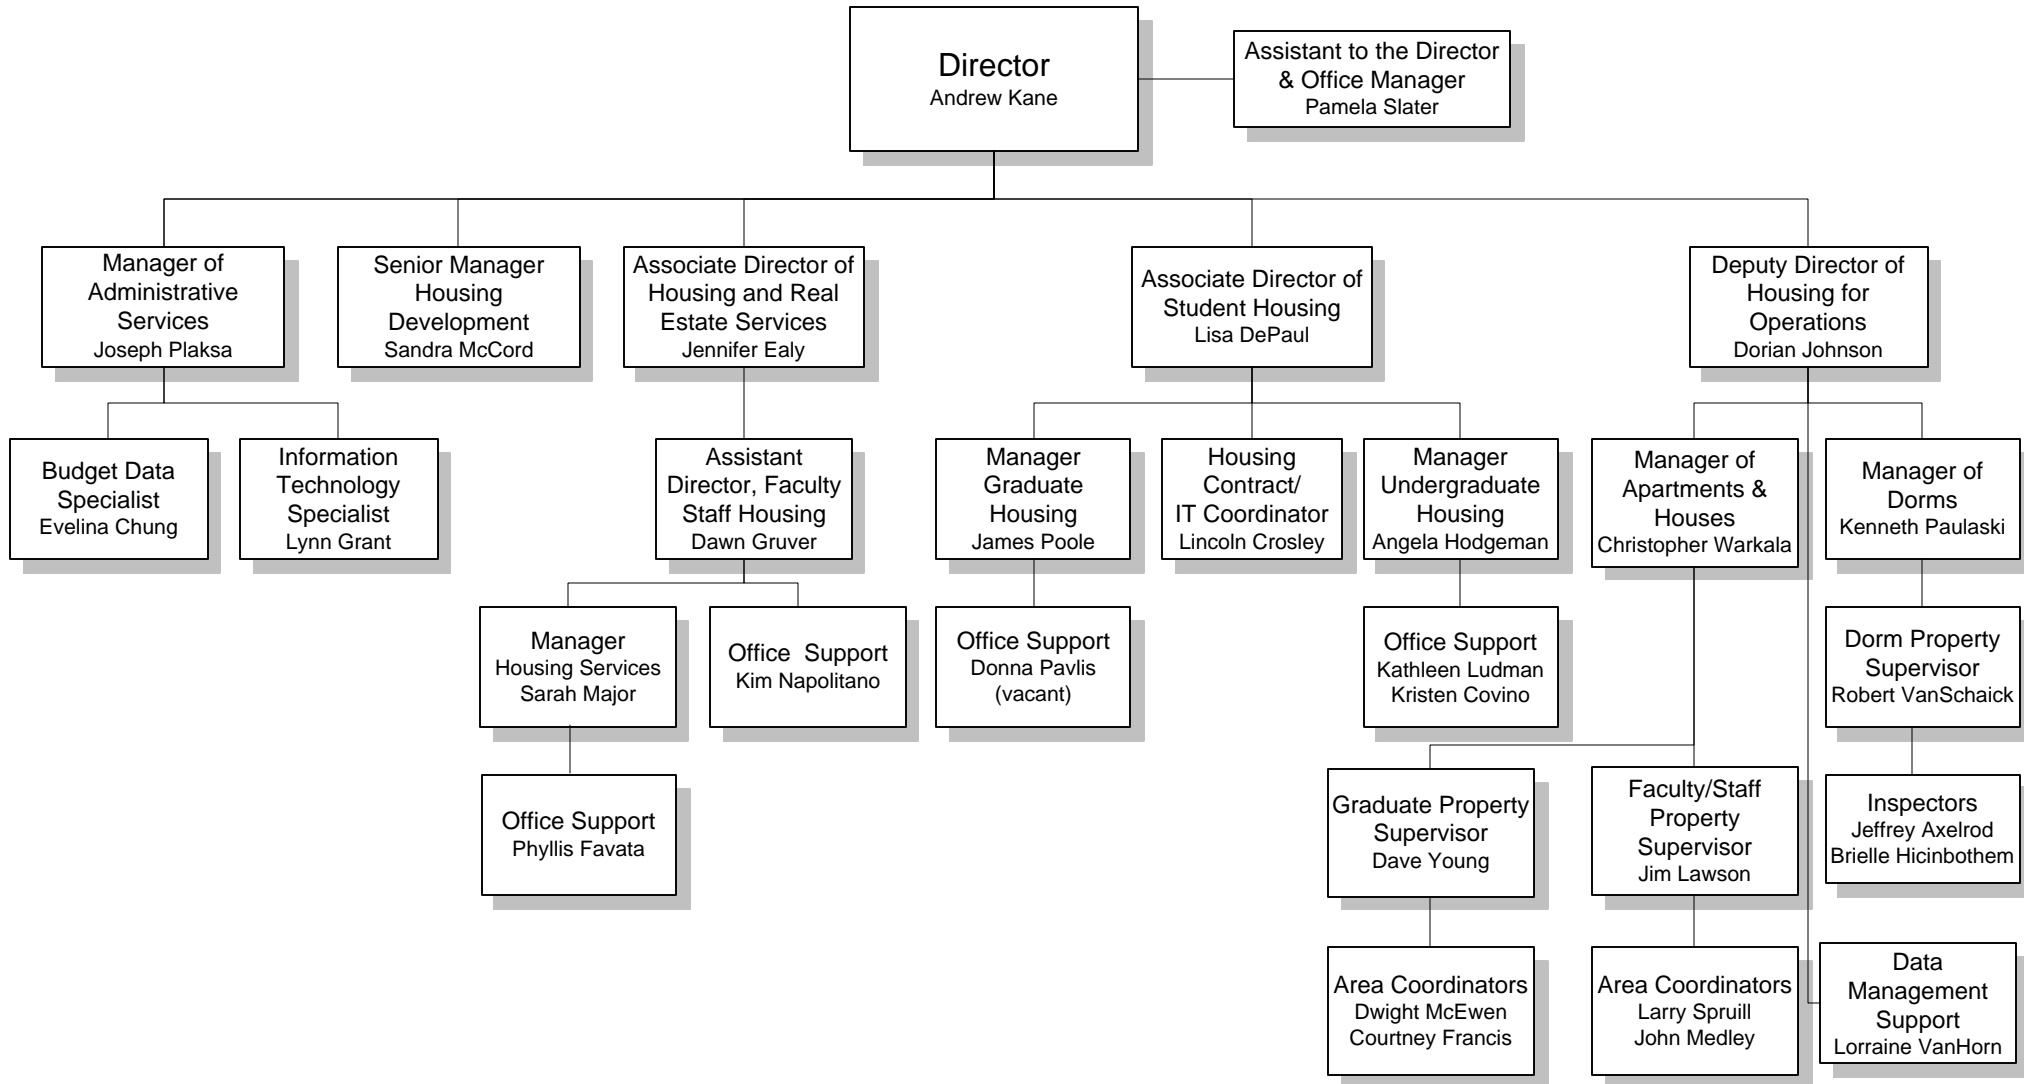 Director
Andrew Kane
Assistant to the Director
& Office Manager
Pamela Slater
Manager of
Administrative
Services
Joseph Plaksa
Senior Manager
Housing
Development
Sandra McCord
Associate Director of
Housing and Real
Estate Services
Jennifer Ealy
Associate Director of
Student Housing
Lisa DePaul
Deputy Director of
Housing for
Operations
Dorian Johnson
Budget Data
Specialist
Evelina Chung
Information
Technology
Specialist
Lynn Grant
Assistant
Director, Faculty
Staff Housing
Dawn Gruver
Manager
Graduate
Housing
James Poole
Housing
Contract/
IT Coordinator
Lincoln Crosley
Manager
Undergraduate
Housing
Angela Hodgeman
Manager of
Apartments &
Houses
Christopher Warkala
Manager of
Dorms
Kenneth Paulaski
Manager
Housing Services
Sarah Major
Office Support
Kim Napolitano
Office Support
Donna Pavlis
(vacant)
Office Support
Kathleen Ludman
Kristen Covino
Dorm Property
Supervisor
Robert VanSchaick
Office Support
Phyllis Favata
Graduate Property
Supervisor
Dave Young
Faculty/Staff
Property
Supervisor
Jim Lawson
Inspectors
Jeffrey Axelrod
Brielle Hicinbothem
Area Coordinators
Dwight McEwen
Courtney Francis
Area Coordinators
Larry Spruill
John Medley
Data
Management
Support
Lorraine VanHorn